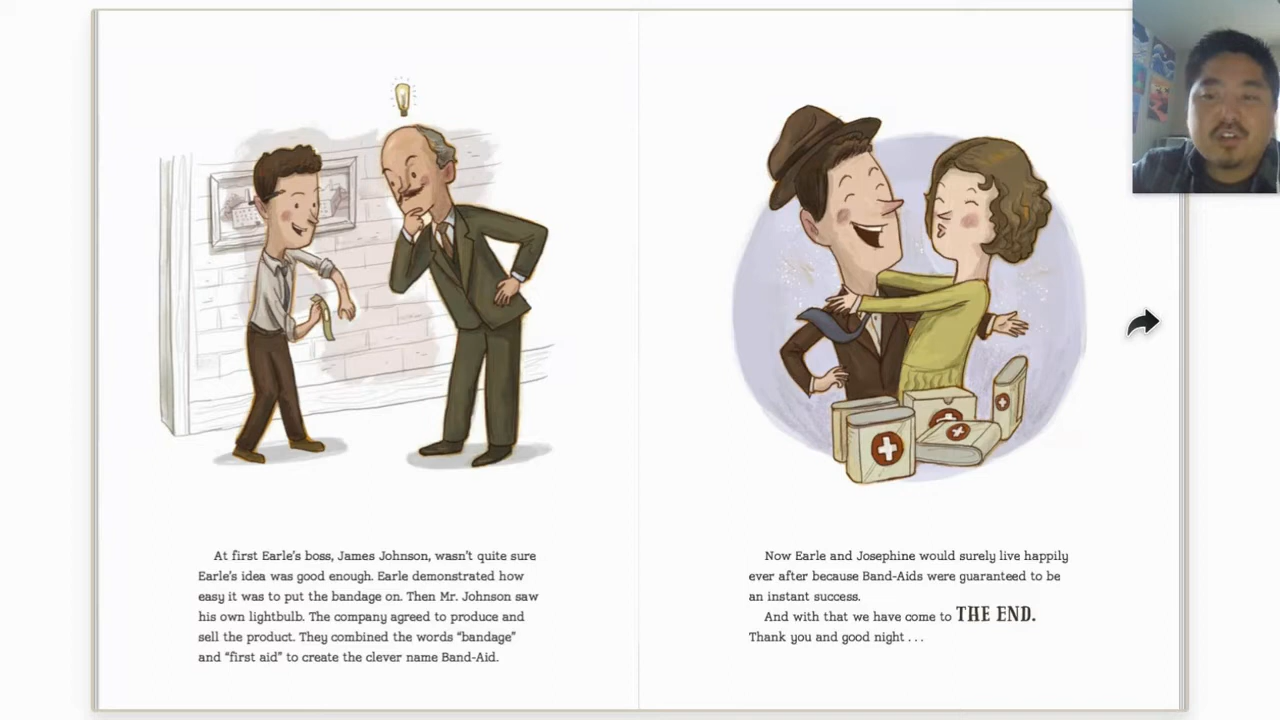 At first Earle's boss, James Johnson, wasn't quite sure
Earle's idea was good enough. Earle demonstrated how
easy it was to put the bandage on. Then Mr. Johnson saw
his own lightbulb. The company agreed to produce and
sell the product. They combined the words “bandage”
and “first aid” to create the clever name Band-Aid.
Now Earle and Josephine would surely live happily
ever after because Band-Aids were guaranteed to be
an instant success.
And with that we have come to THE END.
Thank you and good night . . .